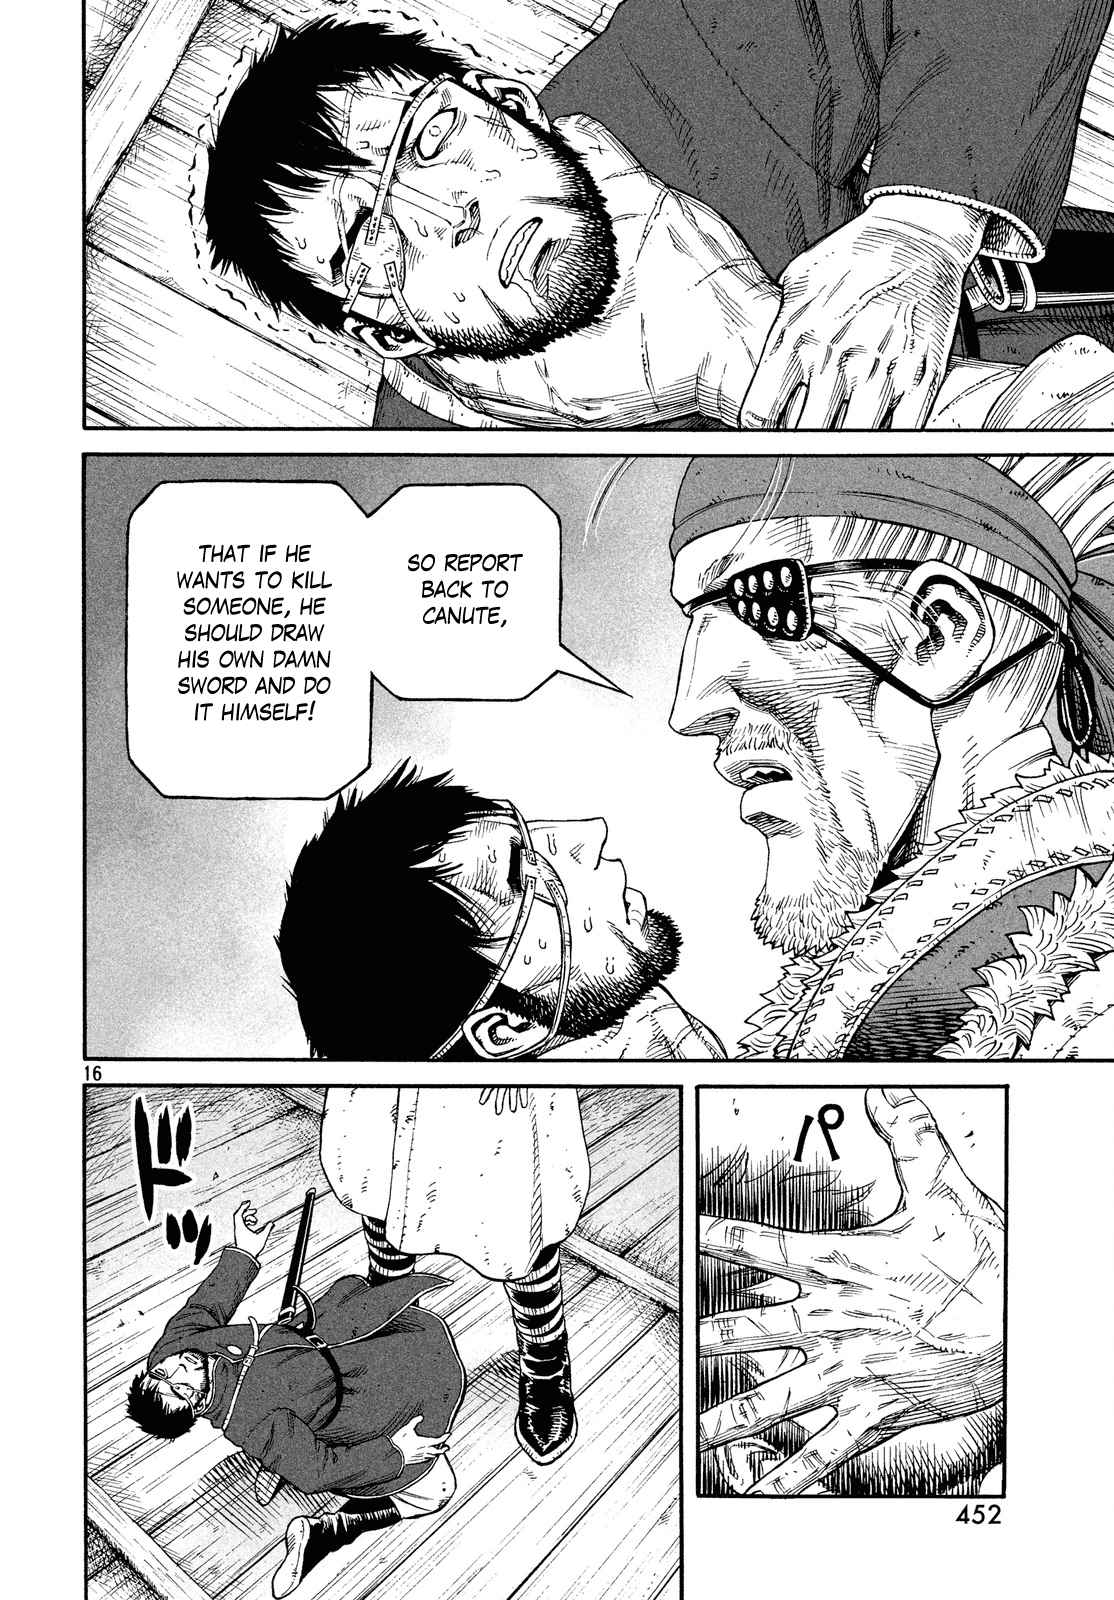 SO REPORT
BACK TO
CANUTE,
THAT IF HE
WANTS TO KILL
SOMEONE, HE
SHOULD DRAW
HIS OWN DAMN
SWORD AND DO
IT HIMSELF!
16
パ
ドドッ
452